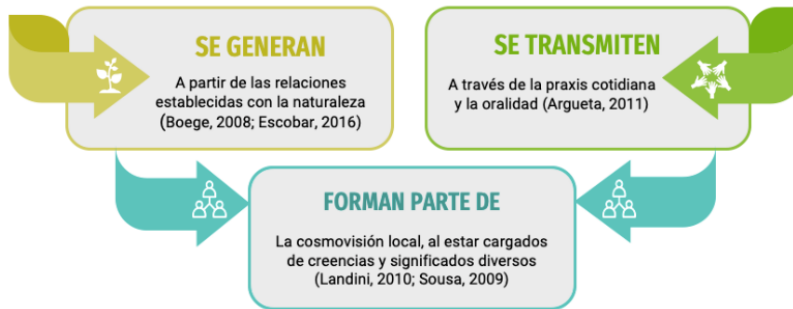 SE GENERAN
A partir de las relaciones
establecidas con la naturaleza
(Boege, 2008; Escobar, 2016)
SE TRANSMITEN
A través de la praxis cotidiana
y la oralidad (Argueta, 2011)
FORMAN PARTE DE
La cosmovisión local, al estar cargados
de creencias y significados diversos
(Landini, 2010; Sousa, 2009)